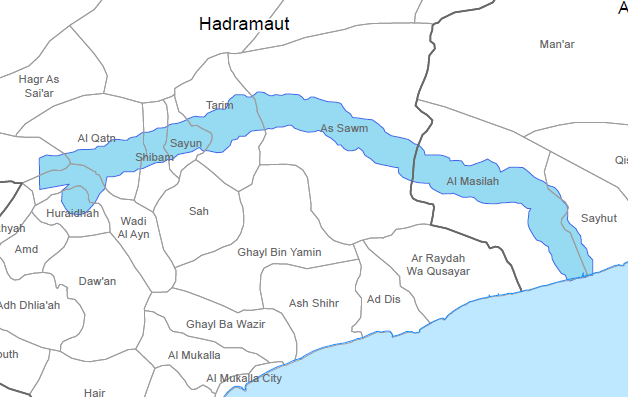 A
Hadramaut
Man'ar
Hagr As
Sai'ar
Tarim
As Sawm
Al Qatn
Sayun
Shibam
Al Masilah
Huraidhah
Wadi
Al Ayn
Sah
Sayhut
Amd
Ghayl Bin Yamin
Ar Raydah
Wa Qusayar
Daw'an
Ash Shihr
Ad Dis
Adh Dhlia'ah
Ghayl Ba Wazir
Al Mukalla
Al Mukalla City
Hair